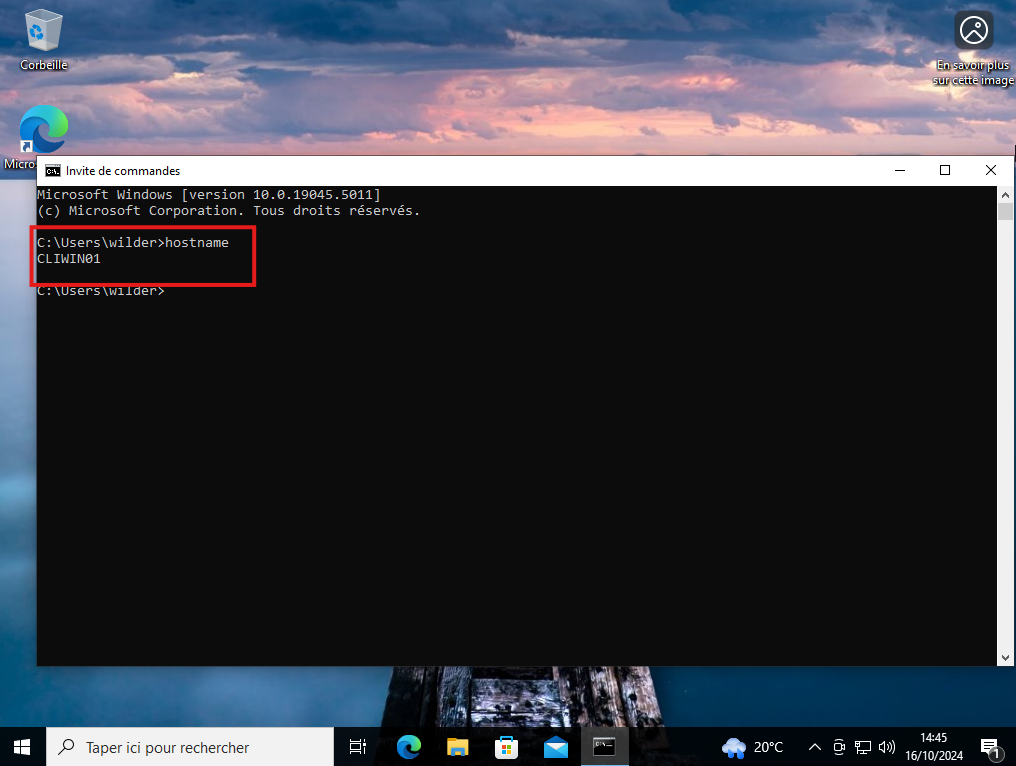 Corbeille
En savoir plus
sur cette image
Micro
Invite de commandes
Microsoft Windows [version 10.0.19045.5011]
(c) Microsoft Corporation. Tous droits réservés.
C:\Users\wilder>hostname
CLIWIN01
C:\Users\wilder>
Taper ici pour rechercher
20°C
14:45
16/10/2024
1